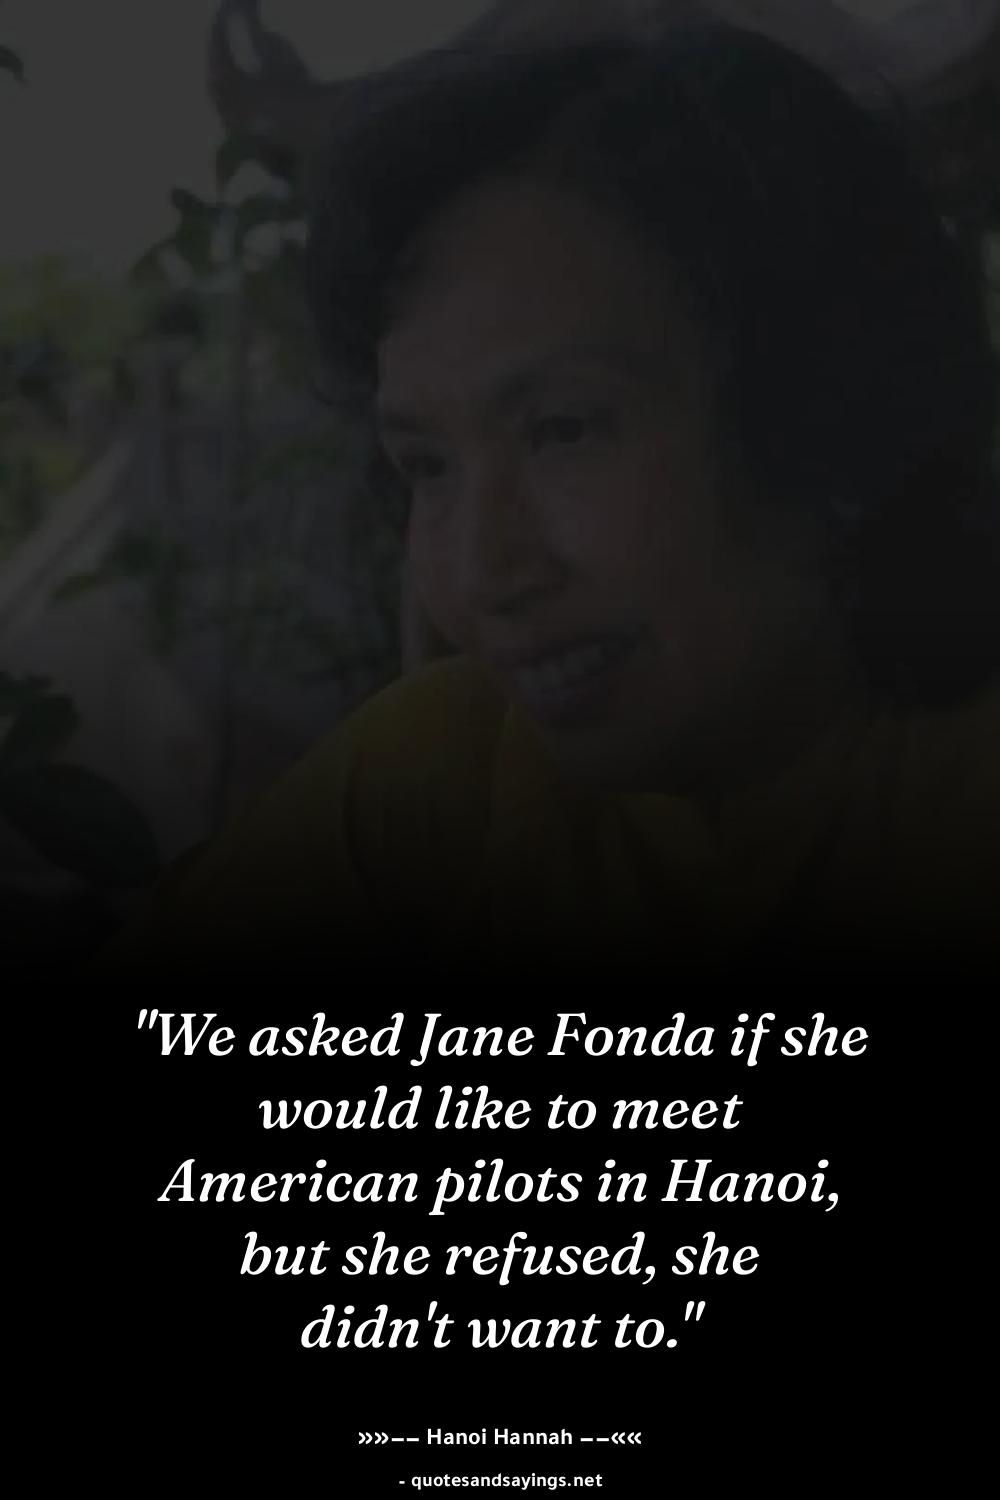 "We asked Jane Fonda if she
would like to meet
American pilots in Hanoi,
but she refused, she
didn't want to."
»»–– Hanoi Hannah ––««
- quotesandsayings.net